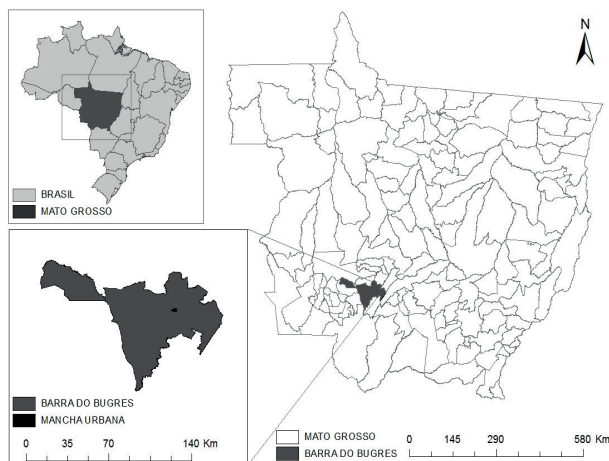 N
BRASIL
MATO GROSSO
BARRA DO BUGRES
MANCHA URBANA
0 35 70 140 Km
MATO GROSSO
BARRA DO BUGRES
0 145 290 580 Km